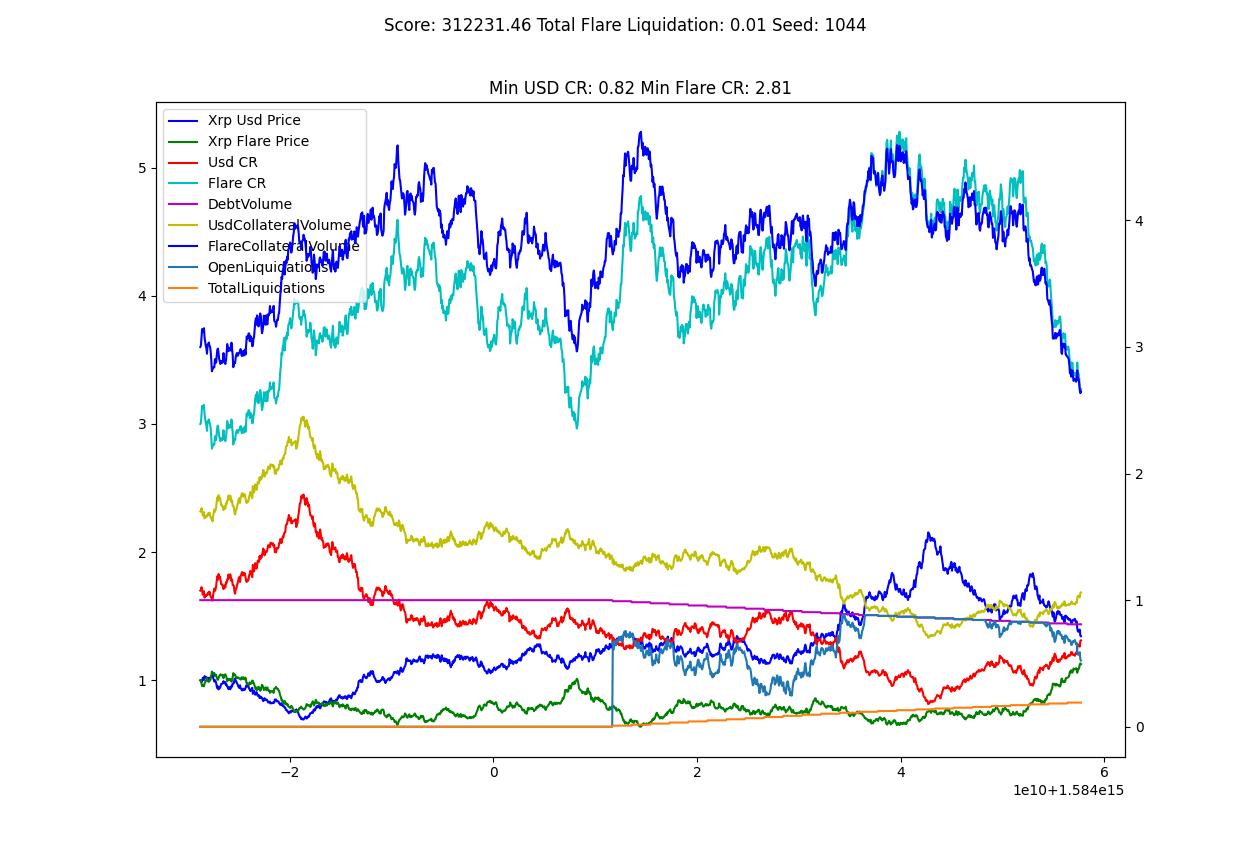 Score: 312231.46 Total Flare Liquidation: 0.01 Seed: 1044
Min USD CR: 0.82 Min Flare CR: 2.81
Xrp Usd Price
Xrp Flare Price
Usd CR
Flare CR
DebtVolume
UsdCollateralVolume
FlareCollateralVolume
OpenLiquidations
TotalLiquidations
5
4
3
2
1
4
3
2
1
0
−2
0
2
4
6
1e10+1.584e15